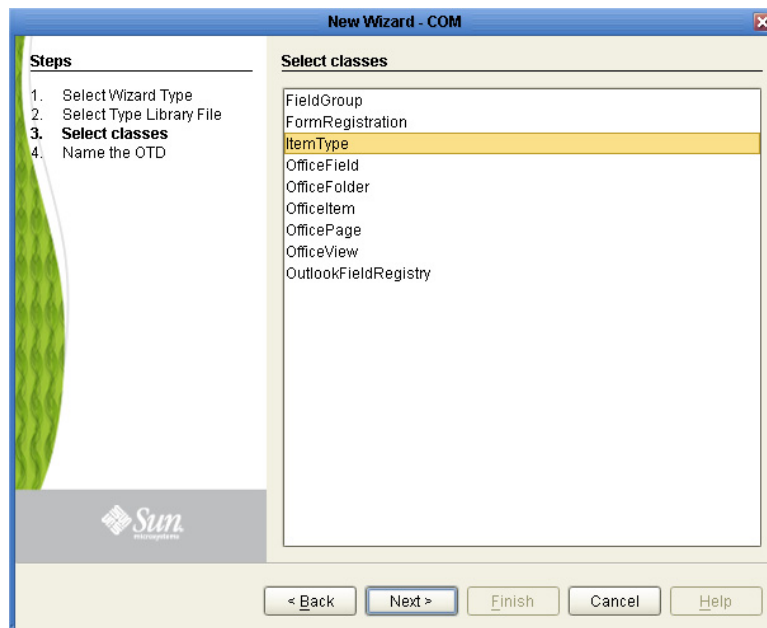 New Wizard - COM
Steps
1. Select Wizard Type
2. Select Type Library File
3. Select classes
4. Name the OTD
Sun
microsystems
Select classes
FieldGroup
FormRegistration
ItemType
OfficeField
OfficeFolder
OfficeItem
OfficePage
OfficeView
OutlookFieldRegistry
< Back
Next >
Finish
Cancel
Help